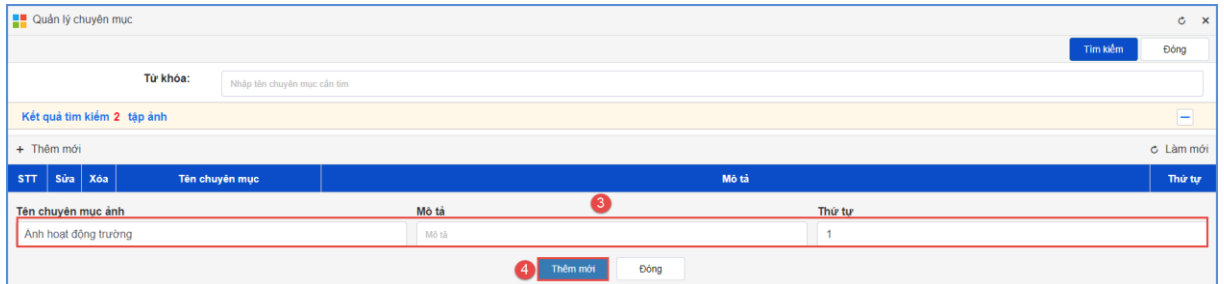 Quản lý chuyên mục
Tìm kiếm Đóng
Từ khóa: Nhập tên chuyên mục cần tìm
Kết quả tìm kiếm 2 tập ảnh
+ Thêm mới Làm mới
STT Sửa Xóa Tên chuyên mục Mô tả Thứ tự
3
Tên chuyên mục ảnh Mô tả Thứ tự
Ảnh hoạt động trường Mô tả 1
4 Thêm mới Đóng